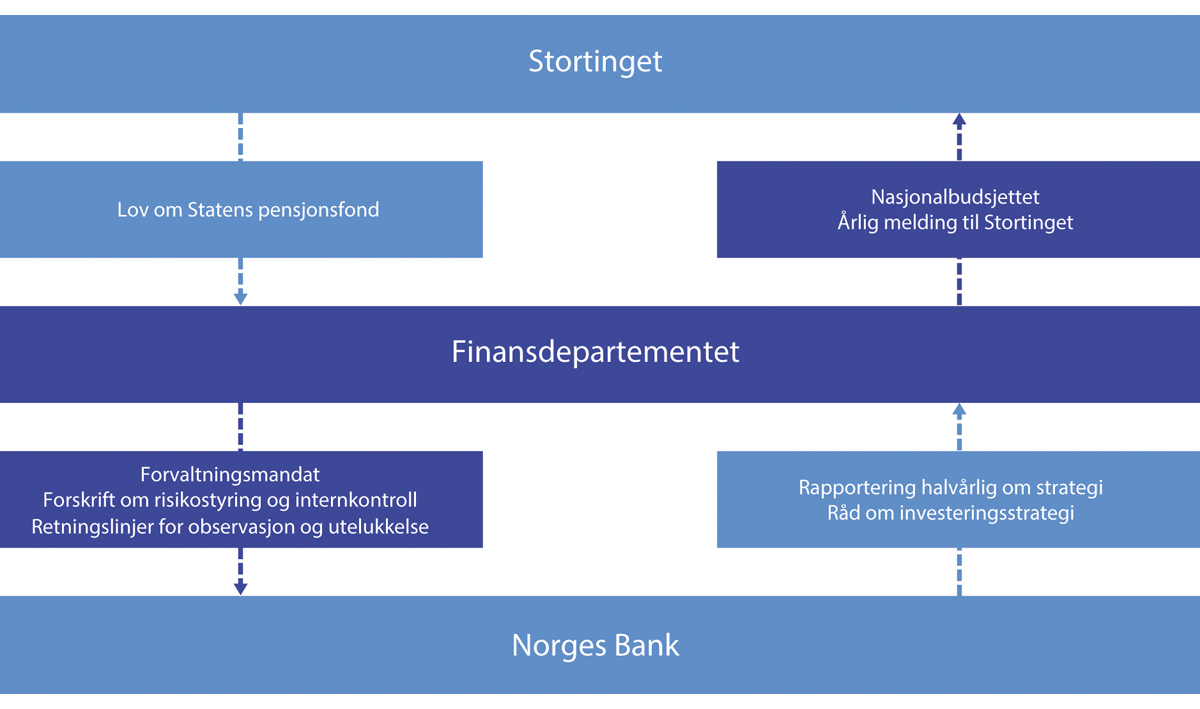 Stortinget
Lov om Statens pensjonsfond
Nasjonalbudsjettet
Årlig melding til Stortinget
Finansdepartementet
Forvaltningsmandat
Forskrift om risikostyring og internkontroll
Retningslinjer for observasjon og utelukkelse
Rapportering halvårlig om strategi
Råd om investeringsstrategi
Norges Bank